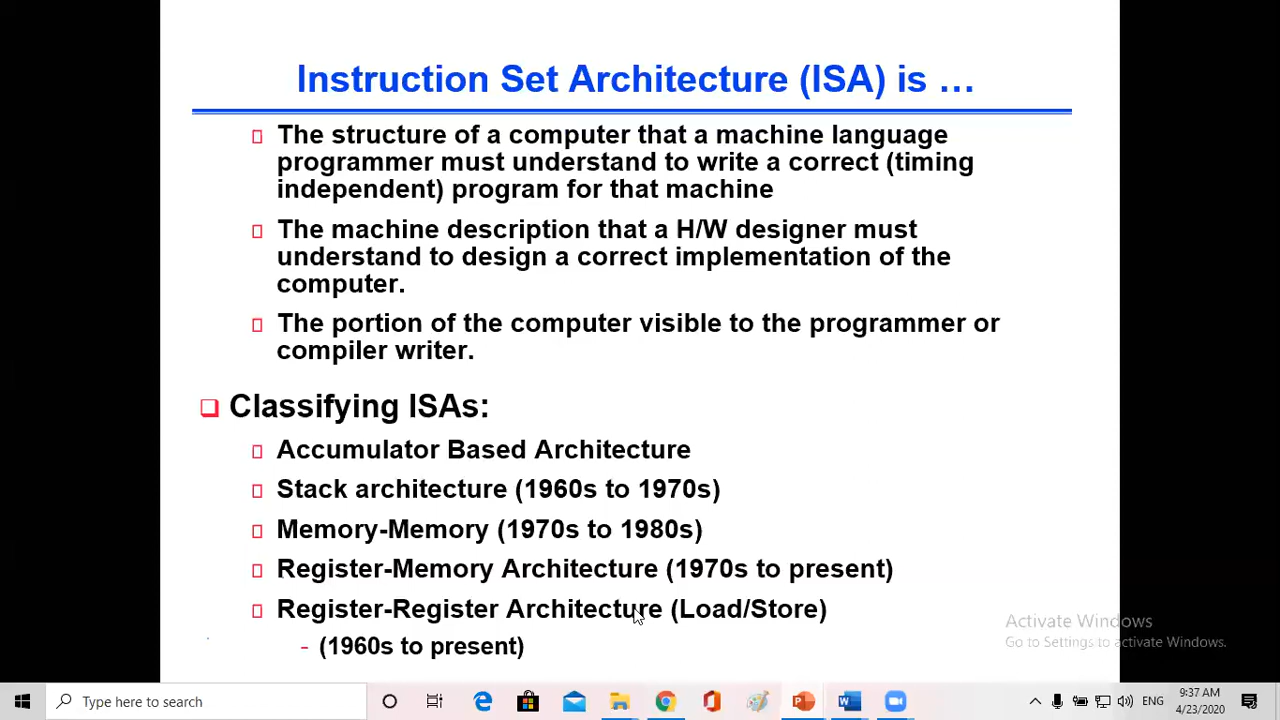 Instruction Set Architecture (ISA) is …
The structure of a computer that a machine language
programmer must understand to write a correct (timing
independent) program for that machine
The machine description that a H/W designer must
understand to design a correct implementation of the
computer.
The portion of the computer visible to the programmer or
compiler writer.
Classifying ISAs:
Accumulator Based Architecture
Stack architecture (1960s to 1970s)
Memory-Memory (1970s to 1980s)
Register-Memory Architecture (1970s to present)
Register-Register Architecture (Load/Store)
- (1960s to present)
Activate Windows
Go to Settings to activate Windows.
Type here to search
ENG
9:37 AM
4/23/2020